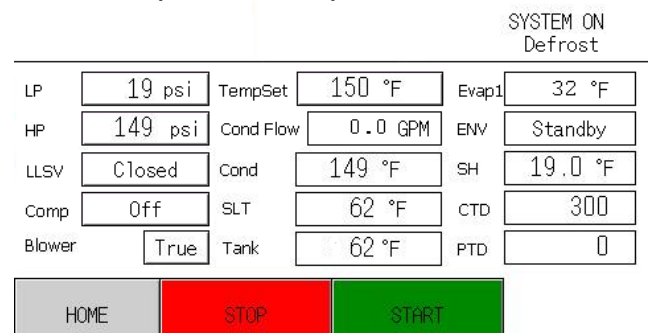 SYSTEM ON
Defrost
LP 19 psi TempSet 150 °F Evap1 32 °F
HP 149 psi Cond Flow 0.0 GPM ENV Standby
LLSV Closed Cond 149 °F SH 19.0 °F
Comp Off SLT 62 °F CTD 300
Blower True Tank 62 °F PTD 0
HOME STOP START